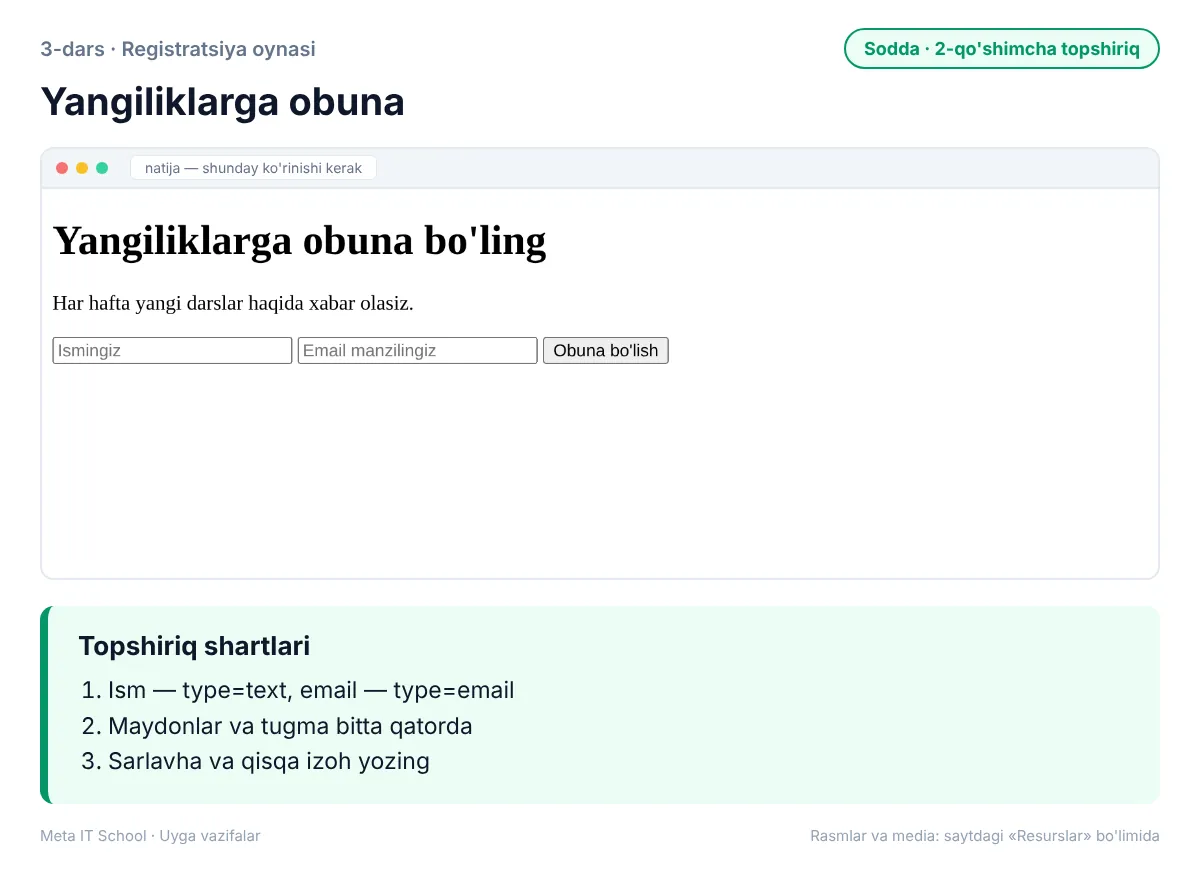 3-dars · Registratsiya oynasi
Sodda · 2-qo'shimcha topshiriq
Yangiliklarga obuna
natija — shunday ko'rinishi kerak
Yangiliklarga obuna bo'ling
Har hafta yangi darslar haqida xabar olasiz.
Ismingiz Email manzilingiz Obuna bo'lish
Topshiriq shartlari
1. Ism — type=text, email — type=email
2. Maydonlar va tugma bitta qatorda
3. Sarlavha va qisqa izoh yozing
Meta IT School · Uyga vazifalar
Rasmlar va media: saytdagi «Resurslar» bo'limida